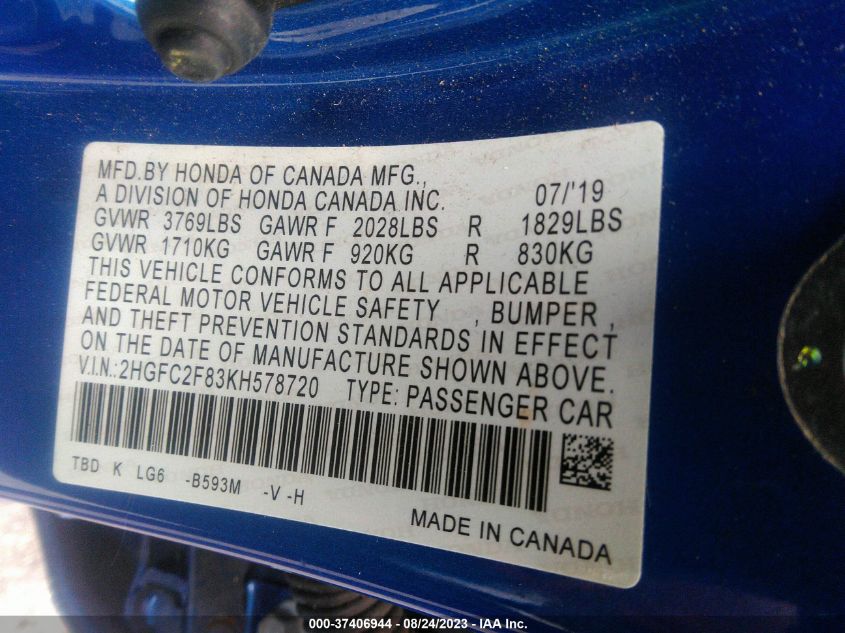 MFD.BY HONDA OF CANADA MFG.,
A DIVISION OF HONDA CANADA INC. 07/'19
GVWR 3769LBS GAWR F 2028LBS R 1829LBS
GVWR 1710KG GAWR F 920KG R 830KG
THIS VEHICLE CONFORMS TO ALL APPLICABLE
FEDERAL MOTOR VEHICLE SAFETY , BUMPER ,
AND THEFT PREVENTION STANDARDS IN EFFECT
ON THE DATE OF MANUFACTURE SHOWN ABOVE.
V.I.N.:2HGFC2F83KH578720 TYPE: PASSENGER CAR
TBD K LG6 -B593M -V -H
MADE IN CANADA
000-37406944 - 08/24/2023 - IAA Inc.